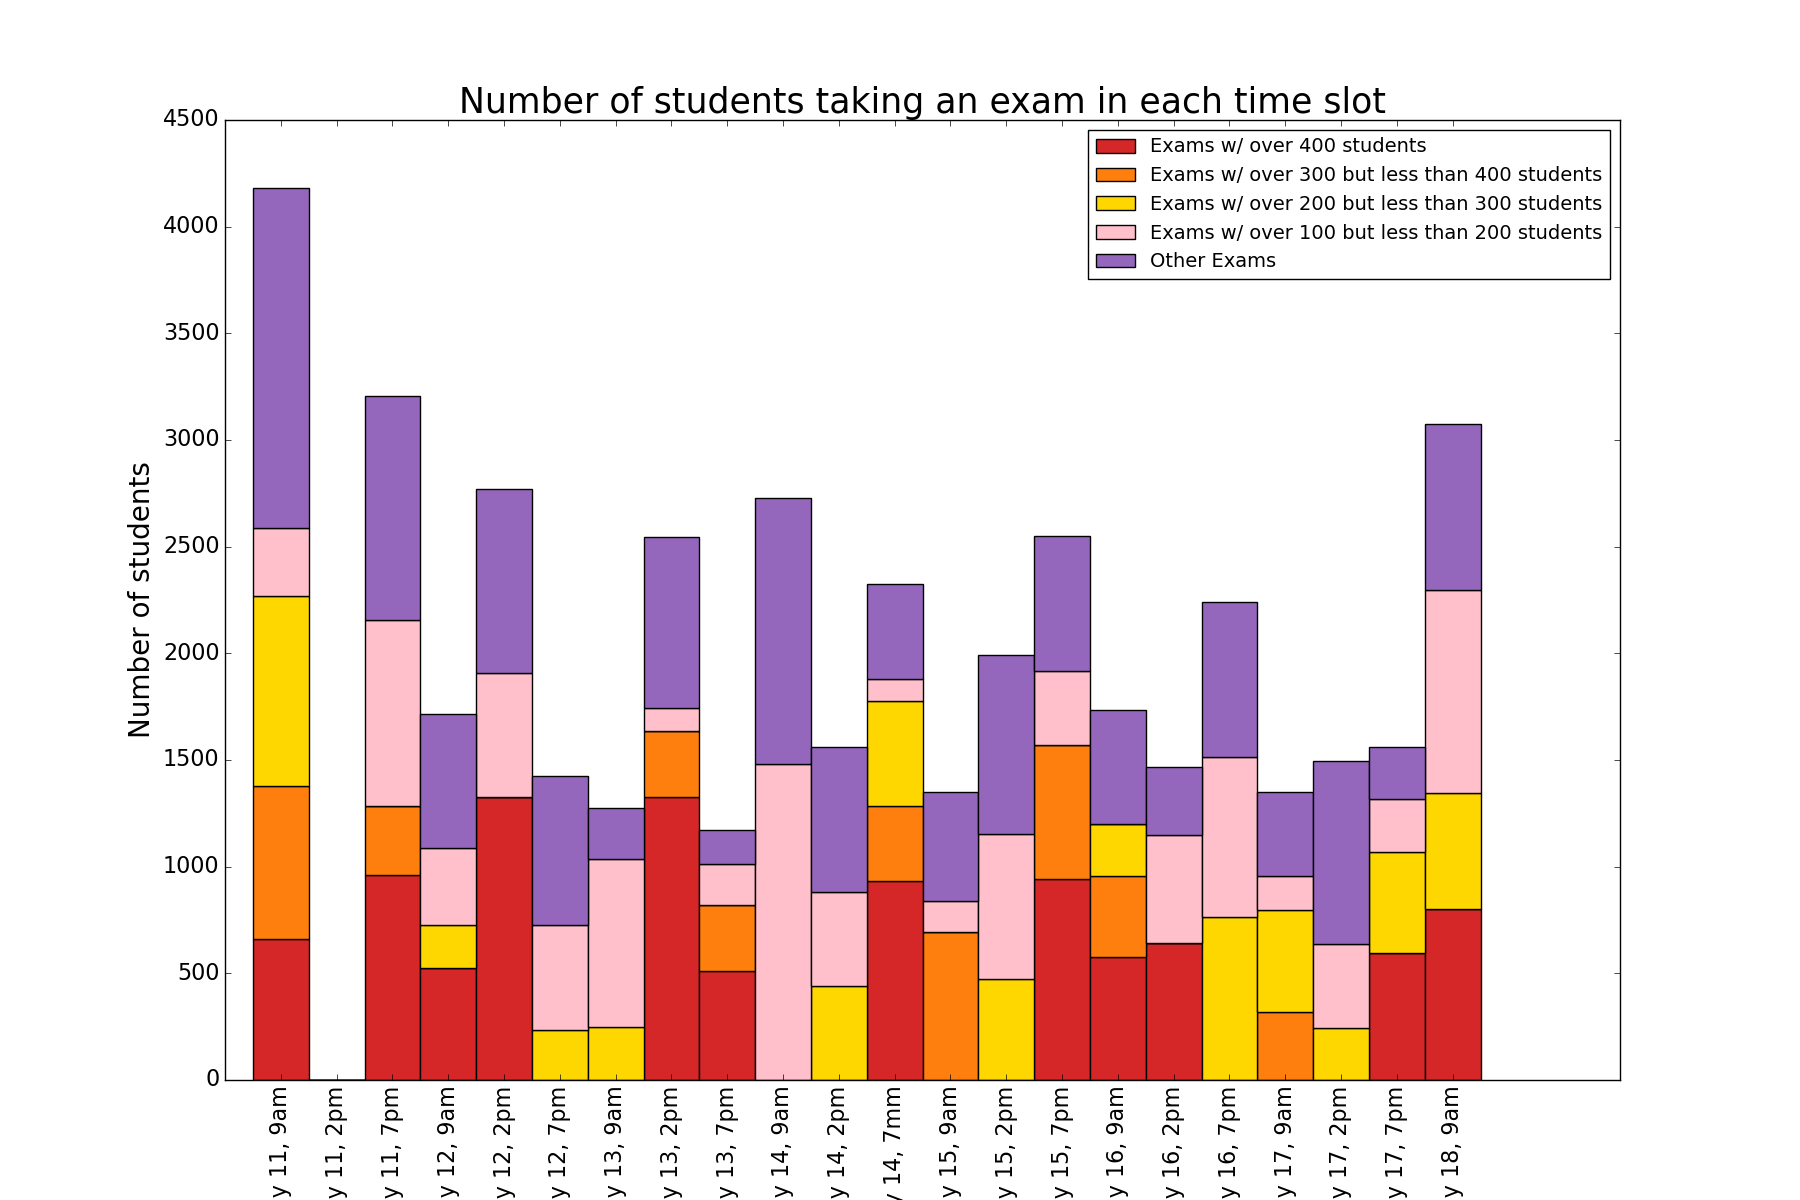 Number of students taking an exam in each time slot
Exams w/ over 400 students
Exams w/ over 300 but less than 400 students
Exams w/ over 200 but less than 300 students
Exams w/ over 100 but less than 200 students
Other Exams
Number of students
4500
4000
3500
3000
2500
2000
1500
1000
500
0
y 11, 9am
y 11, 2pm
y 11, 7pm
y 12, 9am
y 12, 2pm
y 12, 7pm
y 13, 9am
y 13, 2pm
y 13, 7pm
y 14, 9am
y 14, 2pm
y 14, 7mm
y 15, 9am
y 15, 2pm
y 15, 7pm
y 16, 9am
y 16, 2pm
y 16, 7pm
y 17, 9am
y 17, 2pm
y 17, 7pm
y 18, 9am